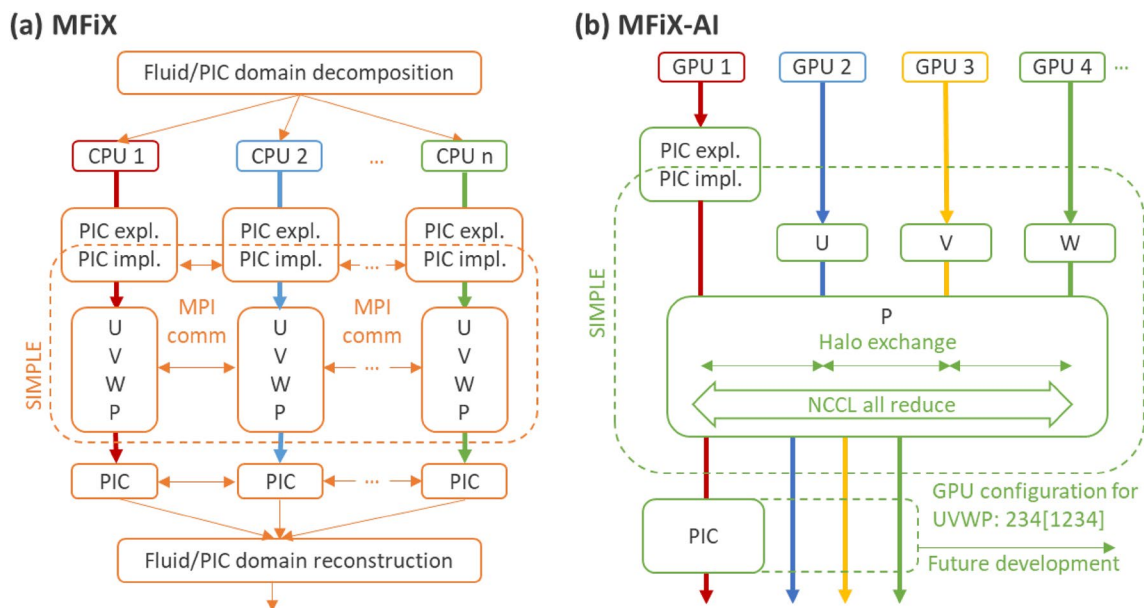 (a) MFiX
Fluid/PIC domain decomposition
CPU 1
CPU 2
...
CPU n
PIC expl.
PIC impl.
PIC expl.
PIC impl.
...
PIC expl.
PIC impl.
SIMPLE
U
V
W
P
MPI
comm
U
V
W
P
MPI
comm
...
U
V
W
P
PIC
PIC
...
PIC
Fluid/PIC domain reconstruction
(b) MFiX-AI
GPU 1
GPU 2
GPU 3
GPU 4
...
PIC expl.
PIC impl.
SIMPLE
U
V
W
P
Halo exchange
NCCL all reduce
PIC
GPU configuration for
UVWP: 234[1234]
Future development